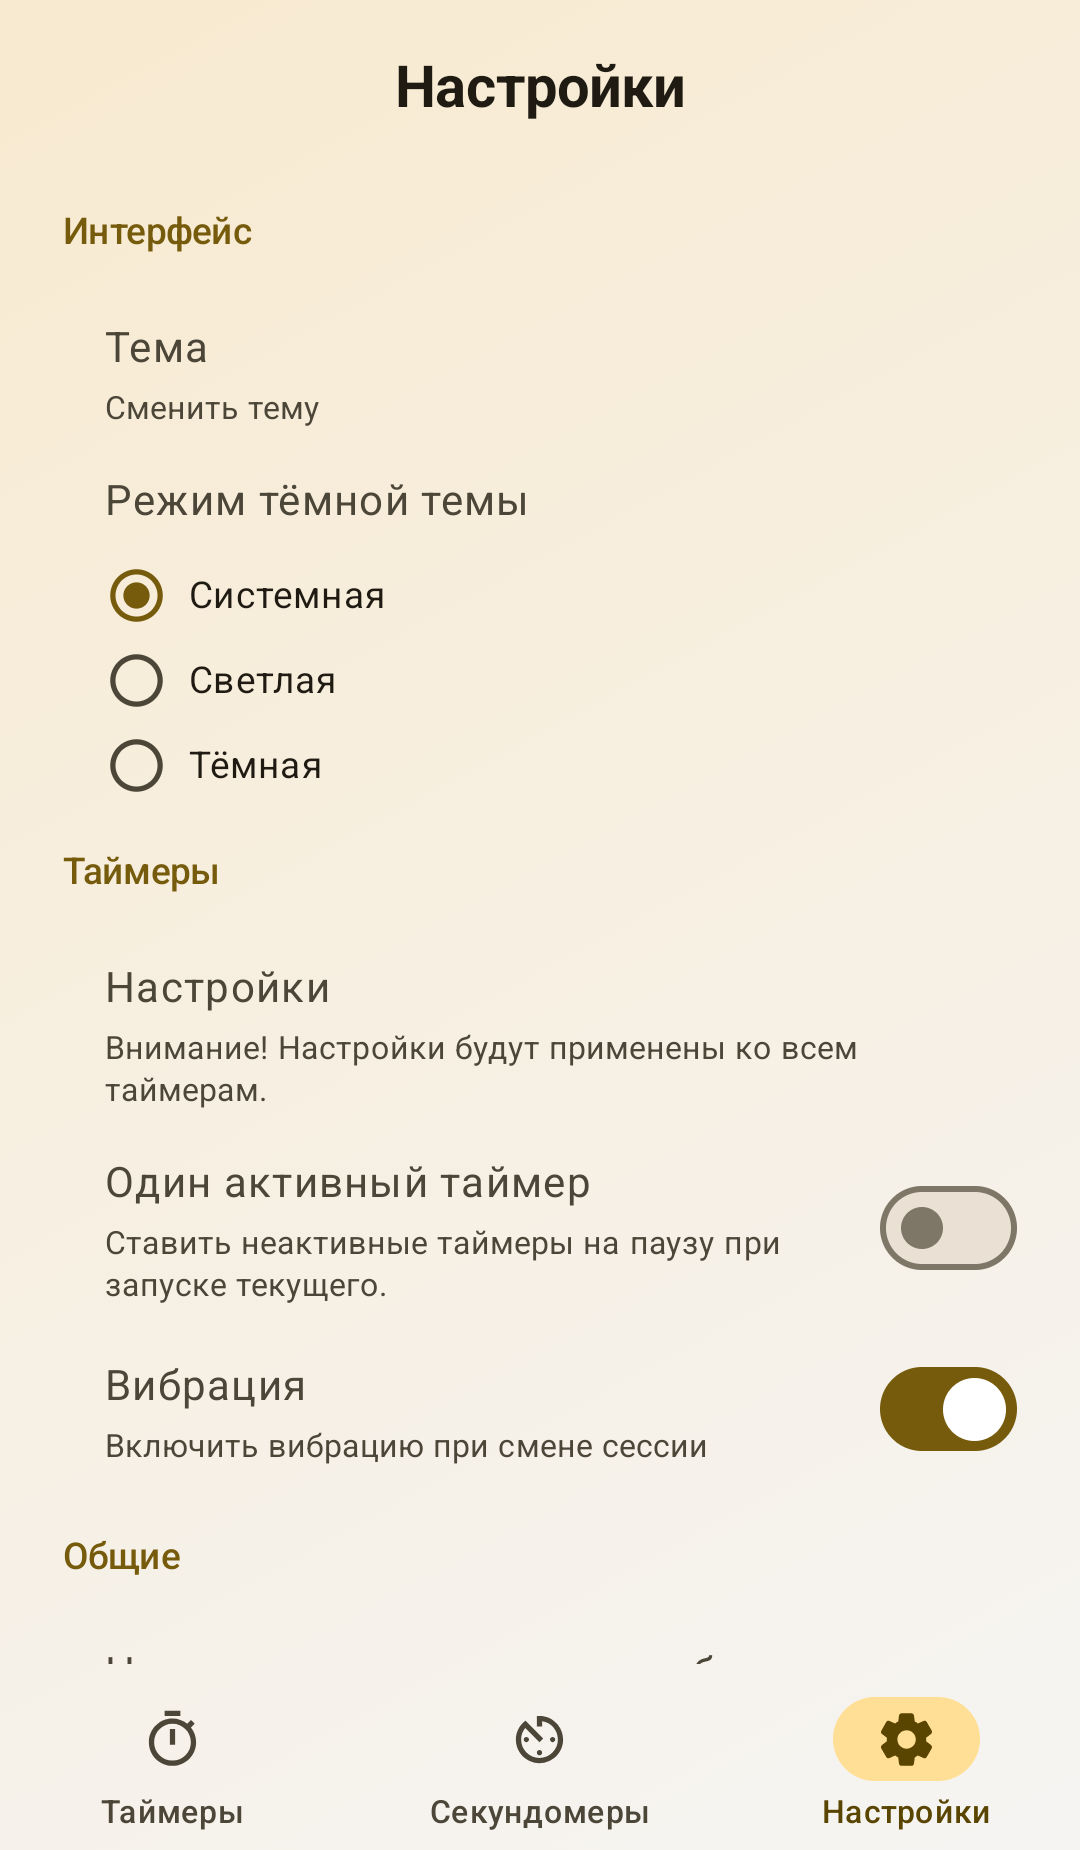 Настройки
Интерфейс
Тема
Сменить тему
Режим тёмной темы
Системная
Светлая
Тёмная
Таймеры
Настройки
Внимание! Настройки будут применены ко всем
таймерам.
Один активный таймер
Ставить неактивные таймеры на паузу при
запуске текущего.
Вибрация
Включить вибрацию при смене сессии
Общие
Таймеры
Секундомеры
Настройки